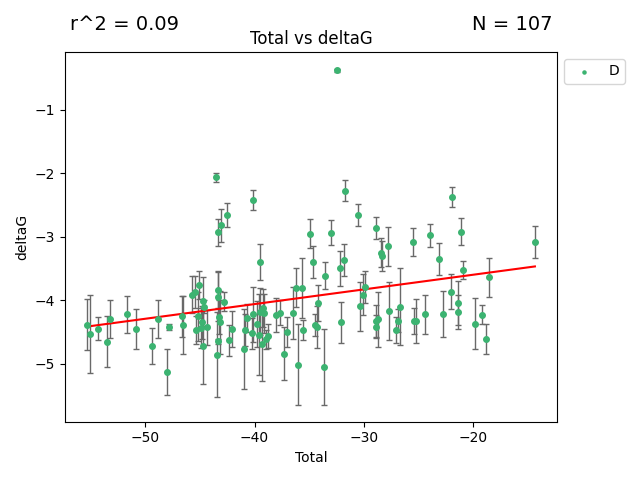 r^2 = 0.09
N = 107
Total vs deltaG
D
−1
−2
−3
−4
−5
deltaG
−50
−40
−30
−20
Total